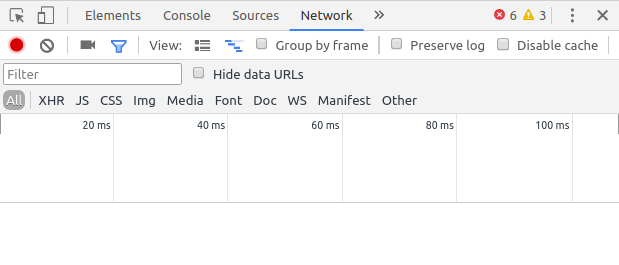 Elements Console Sources Network » 6 3
View: Group by frame Preserve log Disable cache
Filter Hide data URLs
All XHR JS CSS Img Media Font Doc WS Manifest Other
20 ms 40 ms 60 ms 80 ms 100 ms